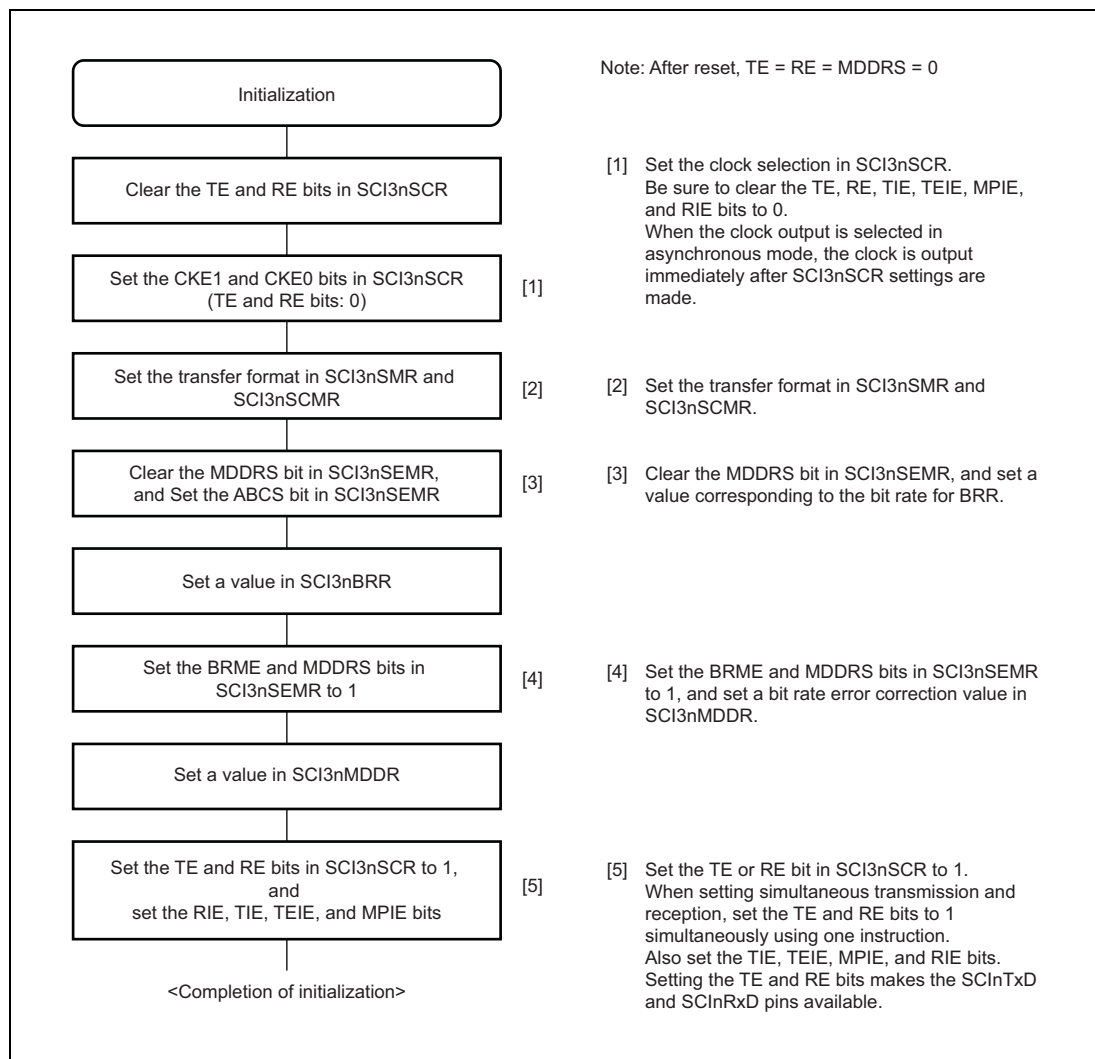 Initialization
Note: After reset, TE = RE = MDDRS = 0
Clear the TE and RE bits in SCI3nSCR
Set the CKE1 and CKE0 bits in SCI3nSCR
(TE and RE bits: 0)
[1]
[1] Set the clock selection in SCI3nSCR.
Be sure to clear the TE, RE, TIE, TEIE, MPIE,
and RIE bits to 0.
When the clock output is selected in
asynchronous mode, the clock is output
immediately after SCI3nSCR settings are
made.
Set the transfer format in SCI3nSMR and
SCI3nSCMR
[2]
[2] Set the transfer format in SCI3nSMR and
SCI3nSCMR.
Clear the MDDRS bit in SCI3nSEMR,
and Set the ABCS bit in SCI3nSEMR
[3]
[3] Clear the MDDRS bit in SCI3nSEMR, and set a
value corresponding to the bit rate for BRR.
Set a value in SCI3nBRR
Set the BRME and MDDRS bits in
SCI3nSEMR to 1
[4]
[4] Set the BRME and MDDRS bits in SCI3nSEMR
to 1, and set a bit rate error correction value in
SCI3nMDDR.
Set a value in SCI3nMDDR
Set the TE and RE bits in SCI3nSCR to 1,
and
set the RIE, TIE, TEIE, and MPIE bits
[5]
[5] Set the TE or RE bit in SCI3nSCR to 1.
When setting simultaneous transmission and
reception, set the TE and RE bits to 1
simultaneously using one instruction.
Also set the TIE, TEIE, MPIE, and RIE bits.
Setting the TE and RE bits makes the SCInTxD
and SCInRxD pins available.
<Completion of initialization>